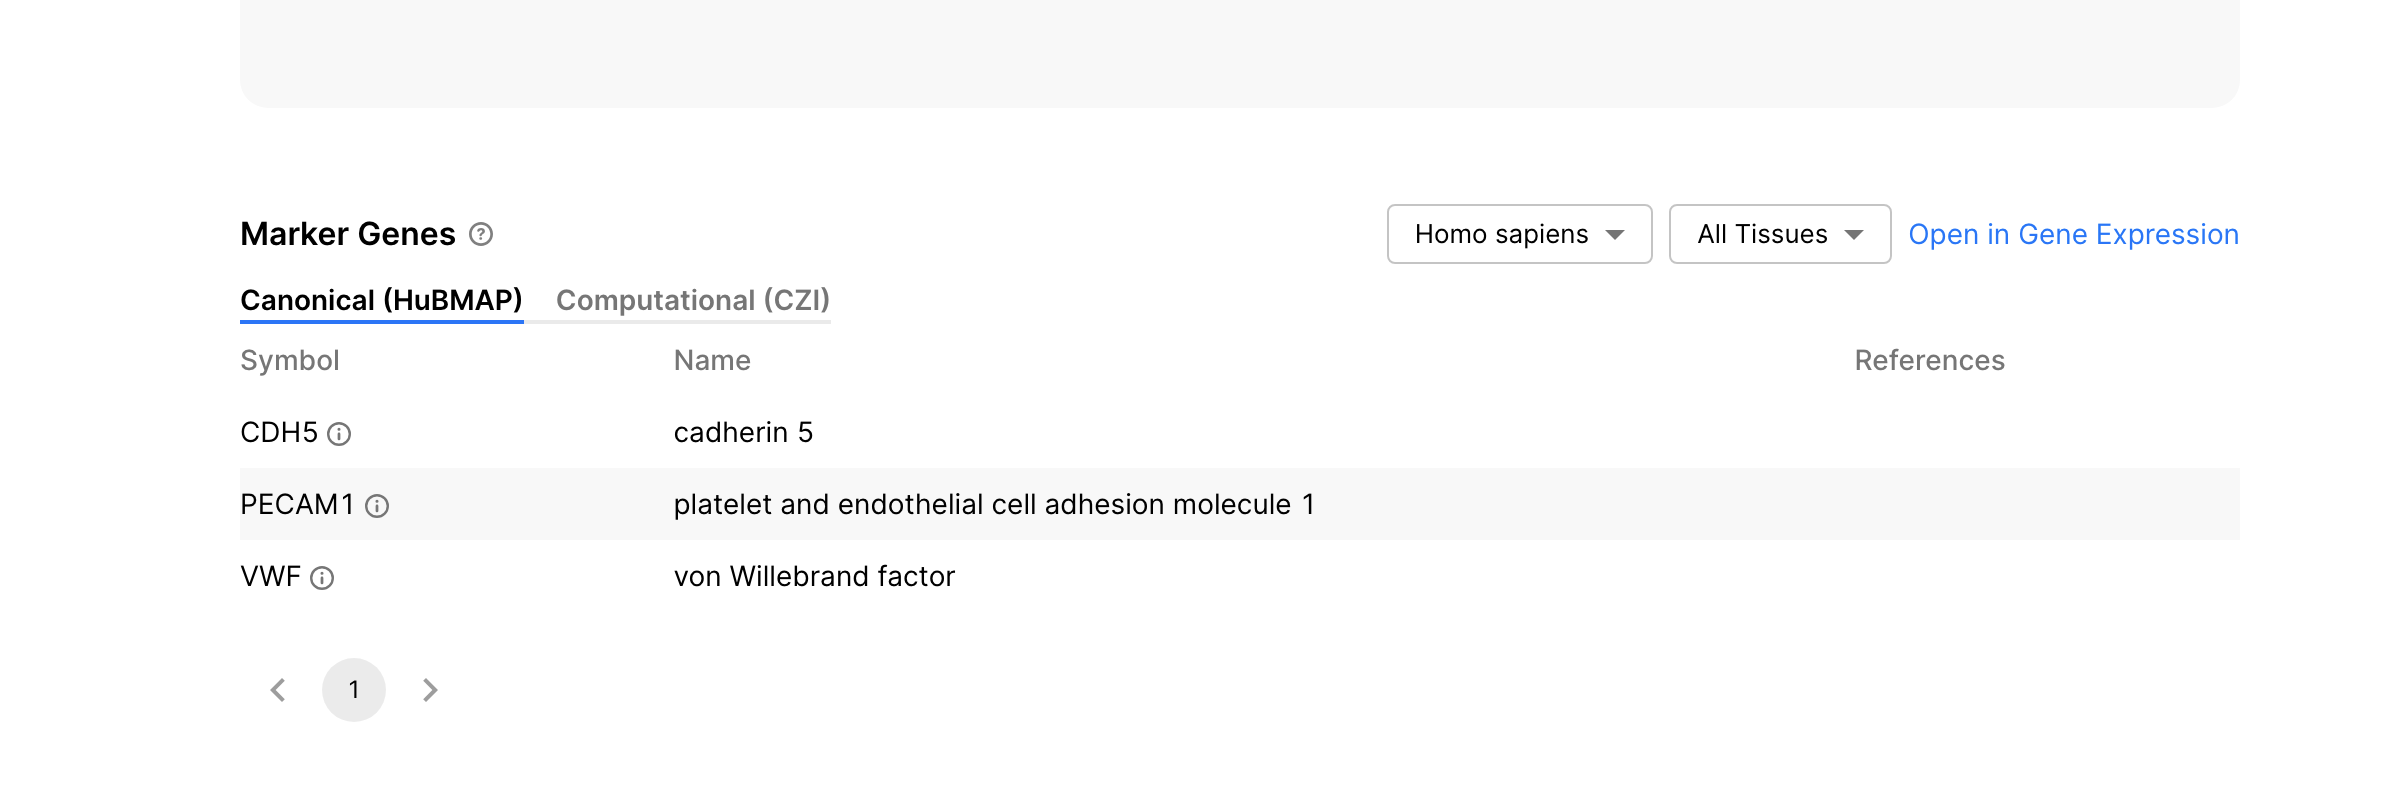 Marker Genes
Homo sapiens
All Tissues
Open in Gene Expression
Canonical (HuBMAP)
Computational (CZI)
Symbol Name References
CDH5 cadherin 5
PECAM1 platelet and endothelial cell adhesion molecule 1
VWF von Willebrand factor
1